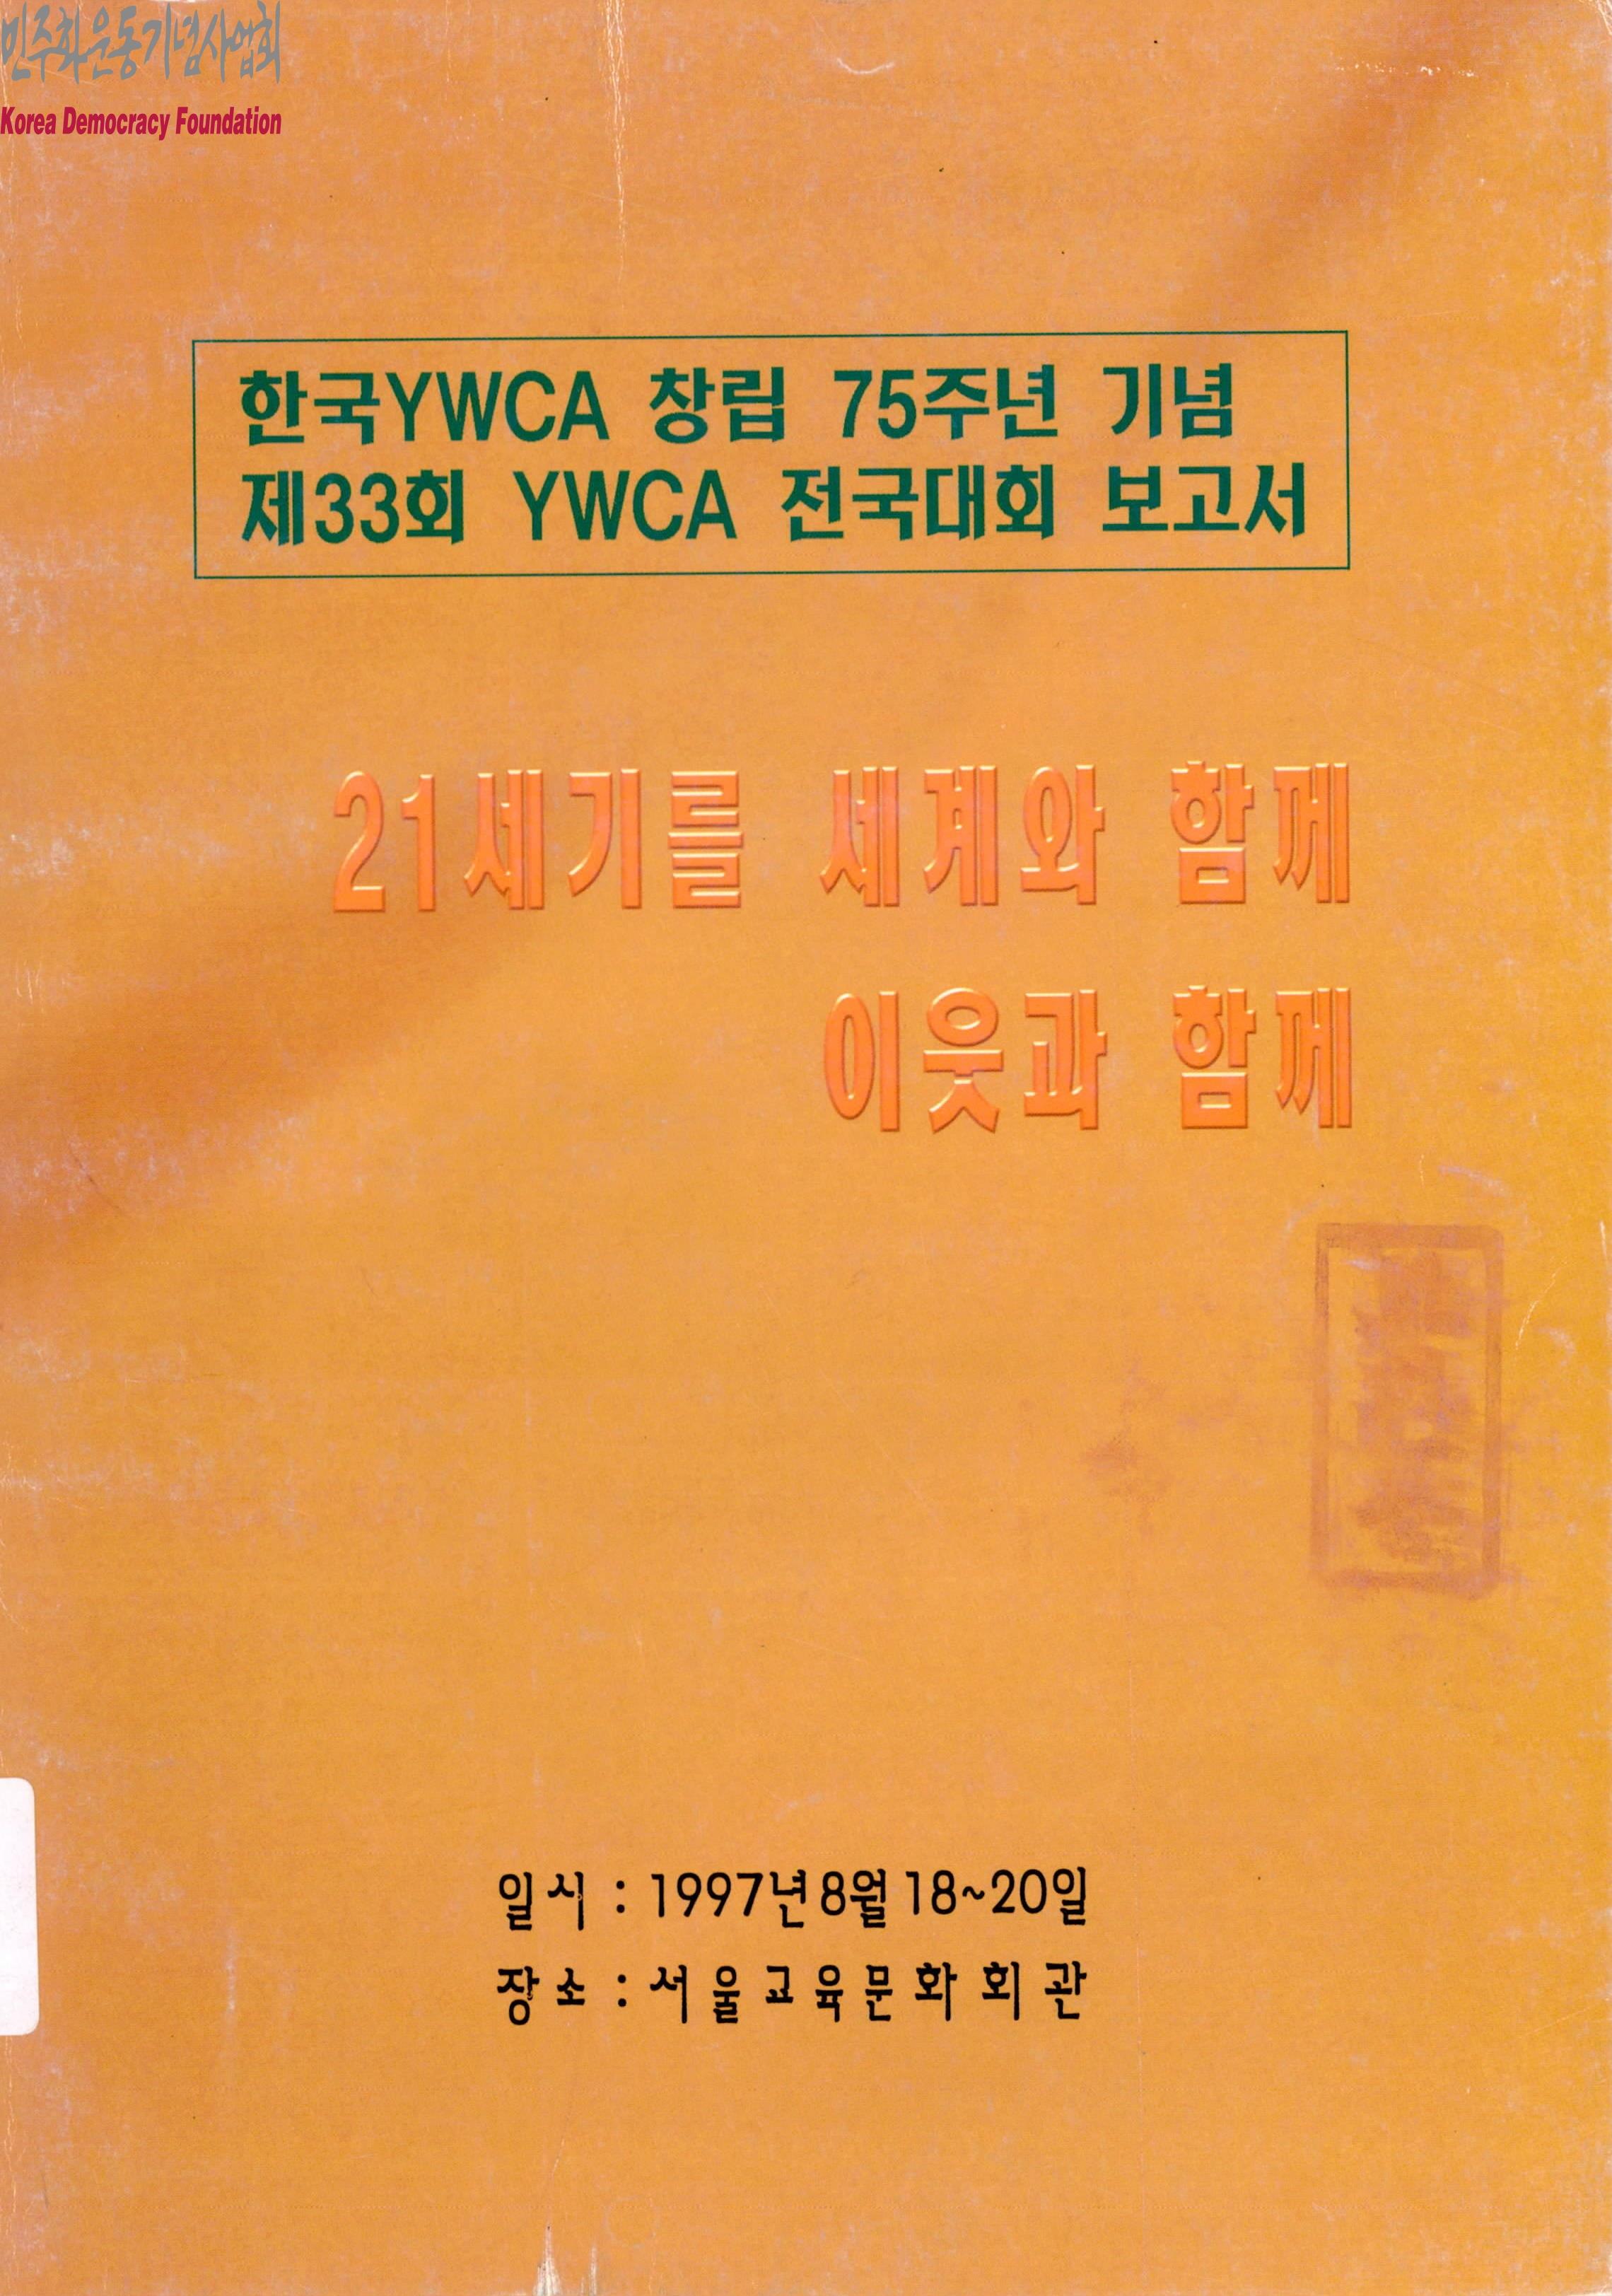 민주화운동기념사업회
Korea Democracy Foundation
한국YWCA 창립 75주년 기념
제33회 YWCA 전국대회 보고서
21세기를 세계와 함께
이웃과 함께
일시 : 1997년 8월 18~20일
장소 : 서울교육문화회관